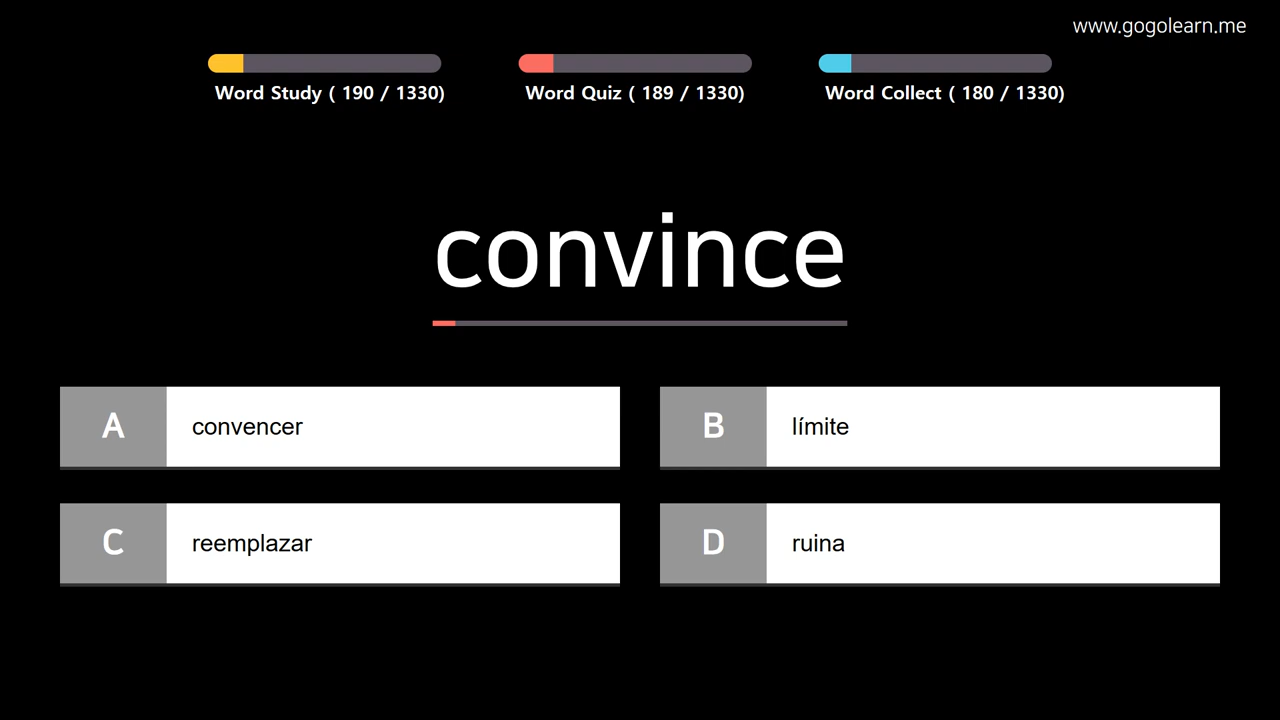 www.gogolearn.me
Word Study ( 190 / 1330)
Word Quiz ( 189 / 1330)
Word Collect ( 180 / 1330)
convince
A
convencer
B
límite
C
reemplazar
D
ruina